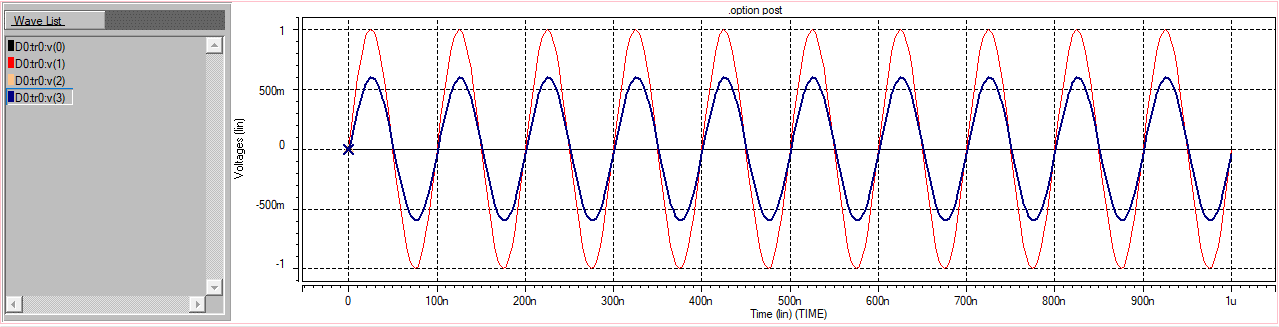 Wave List
D0:tr0:v(0)
D0:tr0:v(1)
D0:tr0:v(2)
D0:tr0:v(3)
.option post
Voltages (lin)
1
500m
0
-500m
-1
0 100n 200n 300n 400n 500n 600n 700n 800n 900n 1u
Time (lin) (TIME)